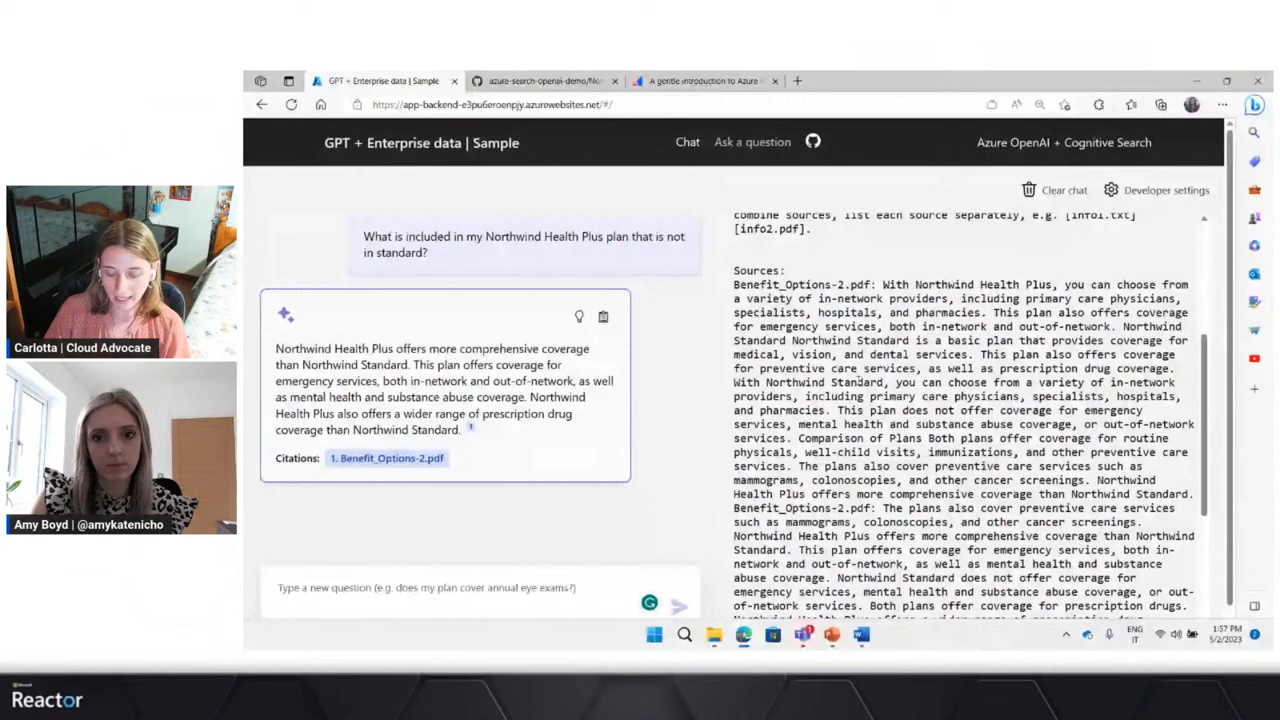 GPT + Enterprise data | Sample
azure-search-openai-demo/Nor
A gentle introduction to Azure
https://app-backend-e3pu6eroenpjy.azurewebsites.net/#/
GPT + Enterprise data | Sample
Chat
Ask a question
Azure OpenAI + Cognitive Search
Clear chat
Developer settings
What is included in my Northwind Health Plus plan that is not
in standard?
Northwind Health Plus offers more comprehensive coverage
than Northwind Standard. This plan offers coverage for
emergency services, both in-network and out-of-network, as well
as mental health and substance abuse coverage. Northwind
Health Plus also offers a wider range of prescription drug
coverage than Northwind Standard. 1
Citations: 1. Benefit_Options-2.pdf
Type a new question (e.g. does my plan cover annual eye exams?)
combine sources, list each source separately, e.g. [info1.txt]
[info2.pdf].
Sources:
Benefit_Options-2.pdf: With Northwind Health Plus, you can choose from
a variety of in-network providers, including primary care physicians,
specialists, hospitals, and pharmacies. This plan also offers coverage
for emergency services, both in-network and out-of-network. Northwind
Standard Northwind Standard is a basic plan that provides coverage for
medical, vision, and dental services. This plan also offers coverage
for preventive care services, as well as prescription drug coverage.
With Northwind Standard, you can choose from a variety of in-network
providers, including primary care physicians, specialists, hospitals,
and pharmacies. This plan does not offer coverage for emergency
services, mental health and substance abuse coverage, or out-of-network
services. Comparison of Plans Both plans offer coverage for routine
physicals, well-child visits, immunizations, and other preventive care
services. The plans also cover preventive care services such as
mammograms, colonoscopies, and other cancer screenings. Northwind
Health Plus offers more comprehensive coverage than Northwind Standard.
Benefit_Options-2.pdf: The plans also cover preventive care services
such as mammograms, colonoscopies, and other cancer screenings.
Northwind Health Plus offers more comprehensive coverage than Northwind
Standard. This plan offers coverage for emergency services, both in-
network and out-of-network, as well as mental health and substance
abuse coverage. Northwind Standard does not offer coverage for
emergency services, mental health and substance abuse coverage, or out-
of-network services. Both plans offer coverage for prescription drugs.
ENG
IT
1:57 PM
5/2/2023
Carlotta | Cloud Advocate
Amy Boyd | @amykatenicho
Microsoft
Reactor